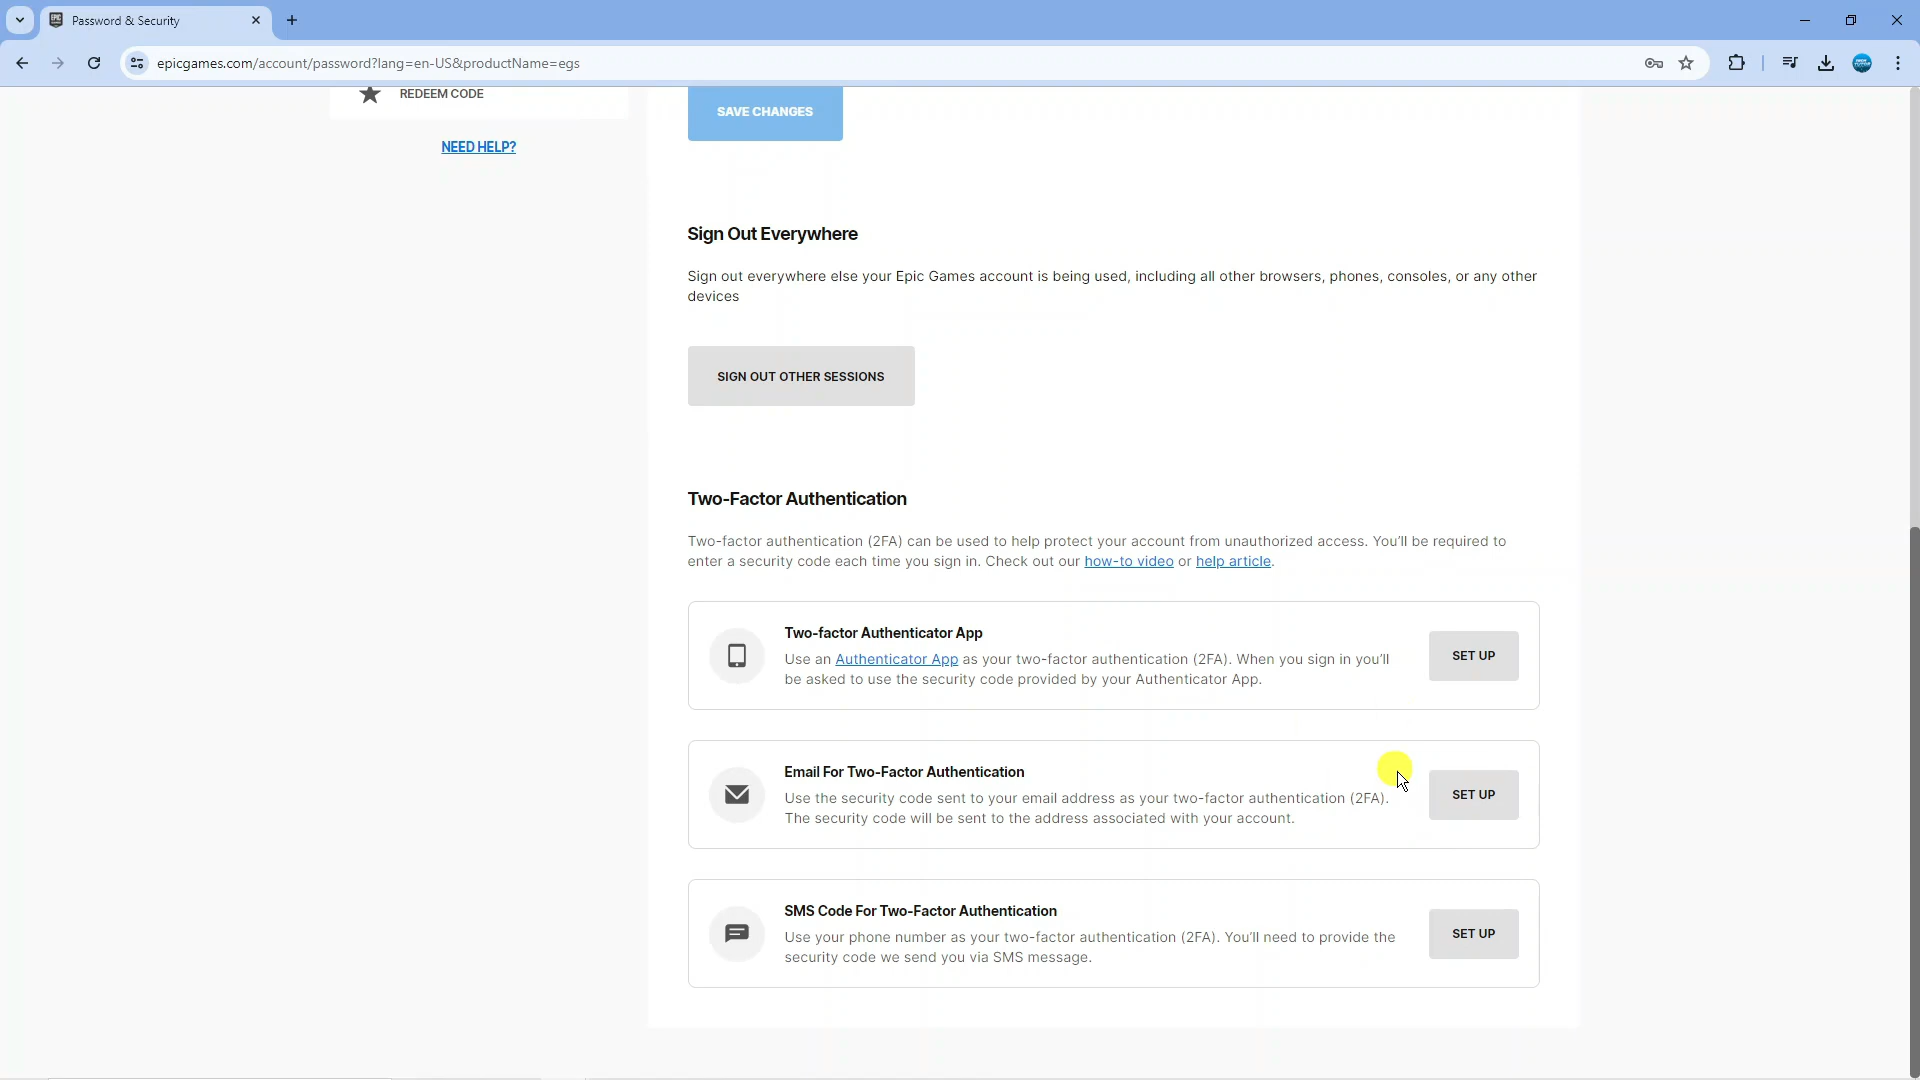 Password & Security
epicgames.com/account/password?lang=en-US&productName=egs
REDEEM CODE
NEED HELP?
SAVE CHANGES
Sign Out Everywhere
Sign out everywhere else your Epic Games account is being used, including all other browsers, phones, consoles, or any other
devices
SIGN OUT OTHER SESSIONS
Two-Factor Authentication
Two-factor authentication (2FA) can be used to help protect your account from unauthorized access. You'll be required to
enter a security code each time you sign in. Check out our how-to video or help article.
Two-factor Authenticator App
Use an Authenticator App as your two-factor authentication (2FA). When you sign in you'll
be asked to use the security code provided by your Authenticator App.
SET UP
Email For Two-Factor Authentication
Use the security code sent to your email address as your two-factor authentication (2FA).
The security code will be sent to the address associated with your account.
SET UP
SMS Code For Two-Factor Authentication
Use your phone number as your two-factor authentication (2FA). You'll need to provide the
security code we send you via SMS message.
SET UP